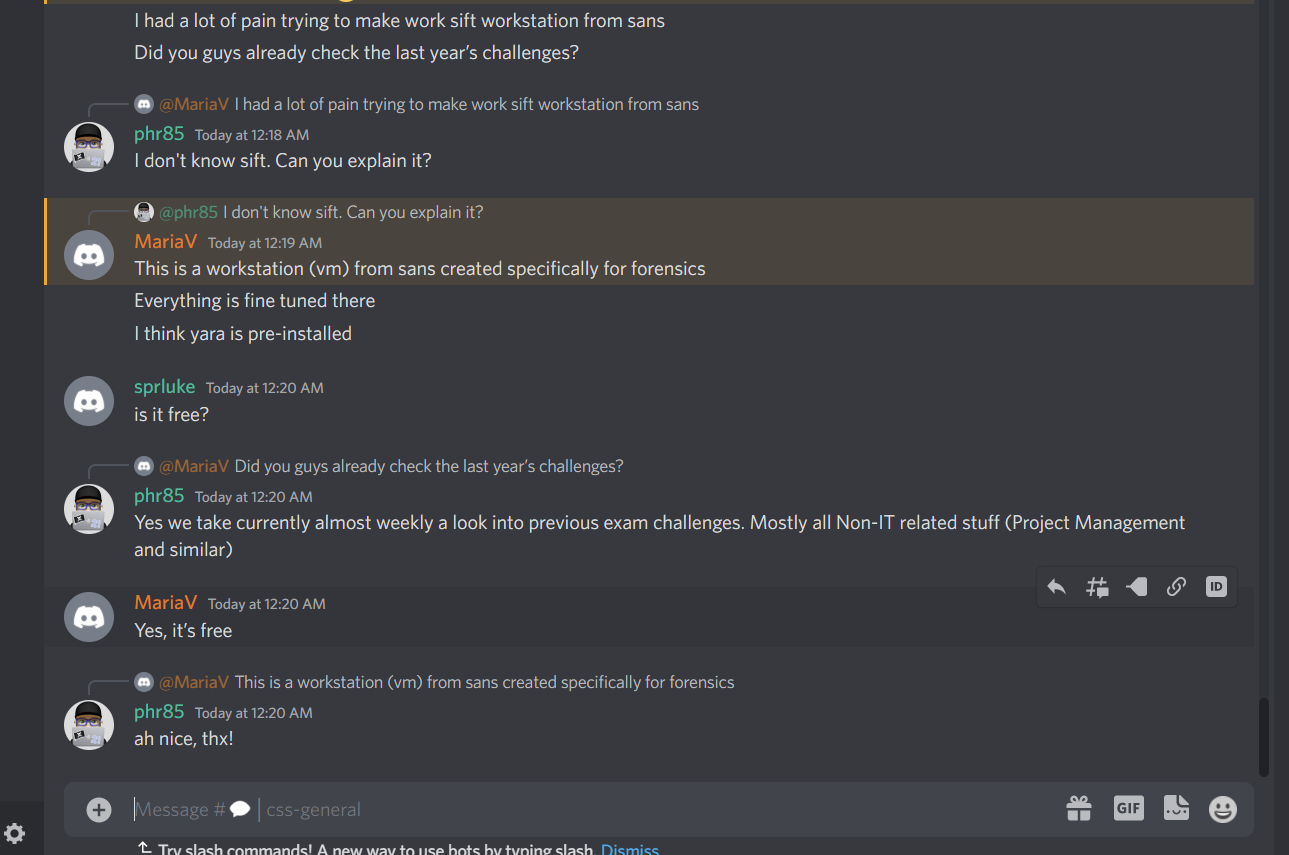 I had a lot of pain trying to make work sift workstation from sans
Did you guys already check the last year’s challenges?
@MariaV I had a lot of pain trying to make work sift workstation from sans
phr85 Today at 12:18 AM
I don't know sift. Can you explain it?
@phr85 I don't know sift. Can you explain it?
MariaV Today at 12:19 AM
This is a workstation (vm) from sans created specifically for forensics
Everything is fine tuned there
I think yara is pre-installed
sprluke Today at 12:20 AM
is it free?
@MariaV Did you guys already check the last year’s challenges?
phr85 Today at 12:20 AM
Yes we take currently almost weekly a look into previous exam challenges. Mostly all Non-IT related stuff (Project Management
and similar)
ID
MariaV Today at 12:20 AM
Yes, it’s free
@MariaV This is a workstation (vm) from sans created specifically for forensics
phr85 Today at 12:20 AM
ah nice, thx!
Message #💬 | css-general
GIF
Try slash commands! A new way to use bots by typing slash. Dismiss